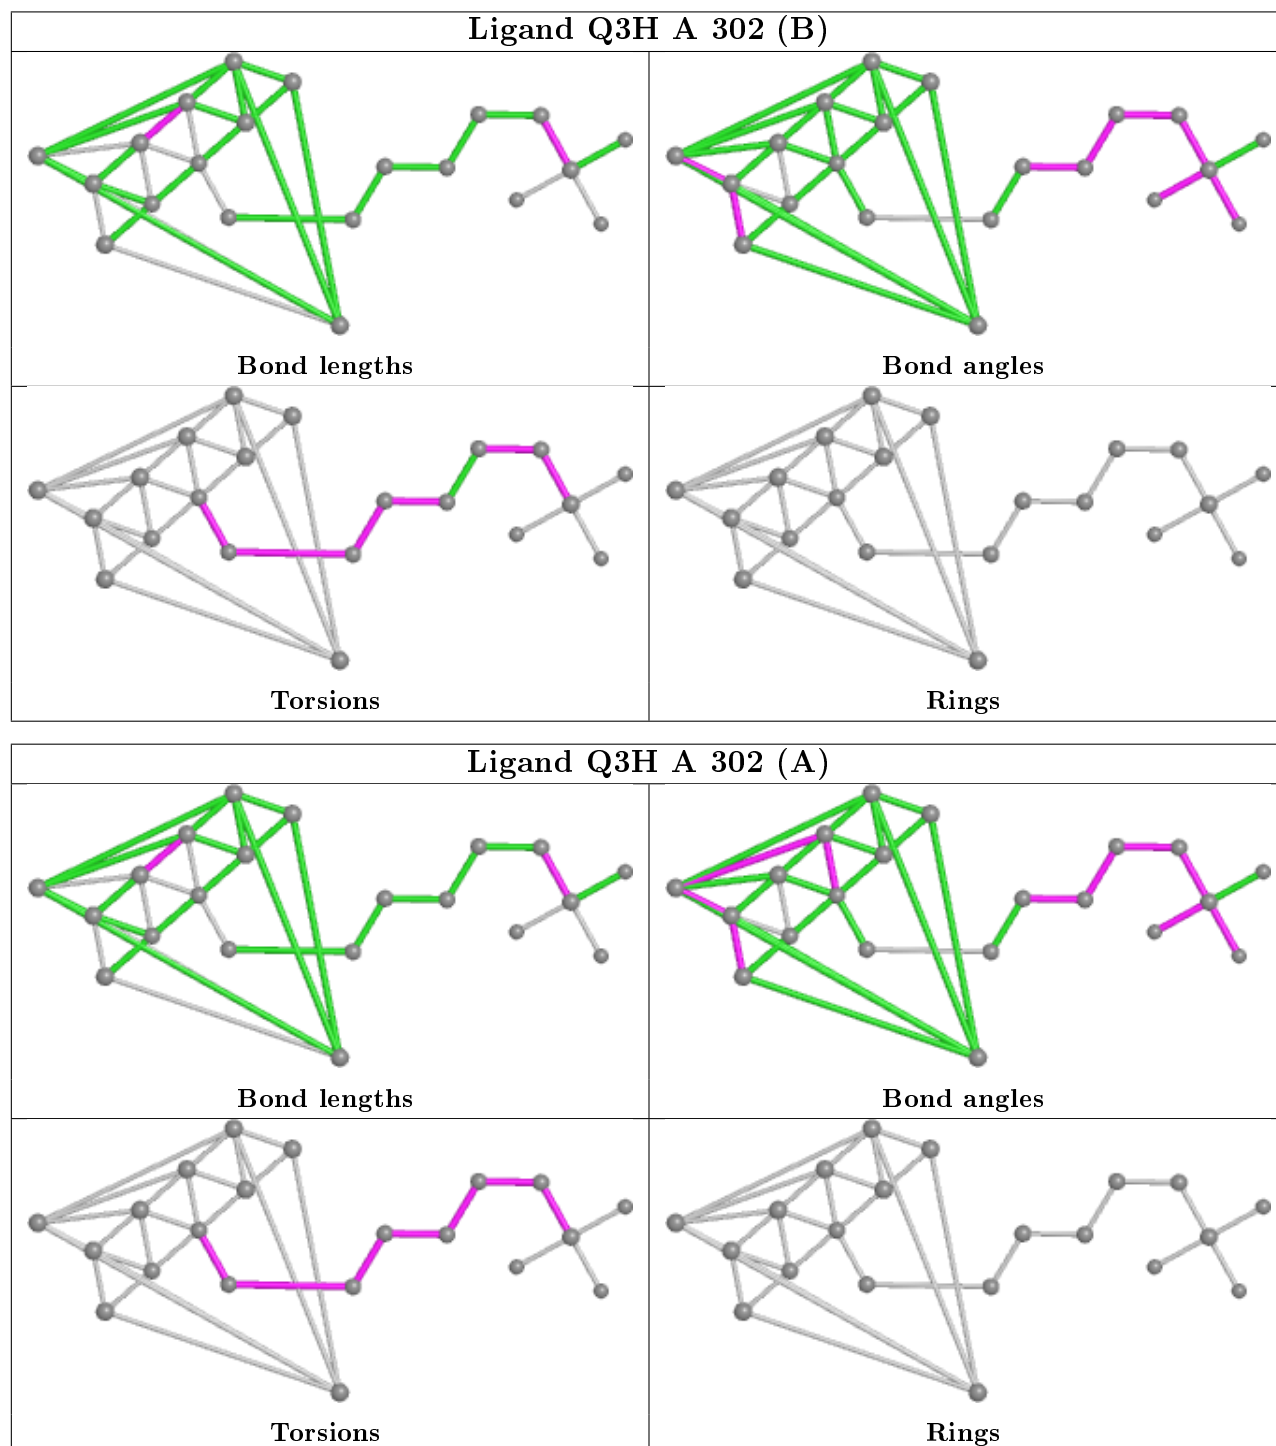 Ligand Q3H A 302 (B)
Bond lengths
Bond angles
Torsions
Rings
Ligand Q3H A 302 (A)
Bond lengths
Bond angles
Torsions
Rings